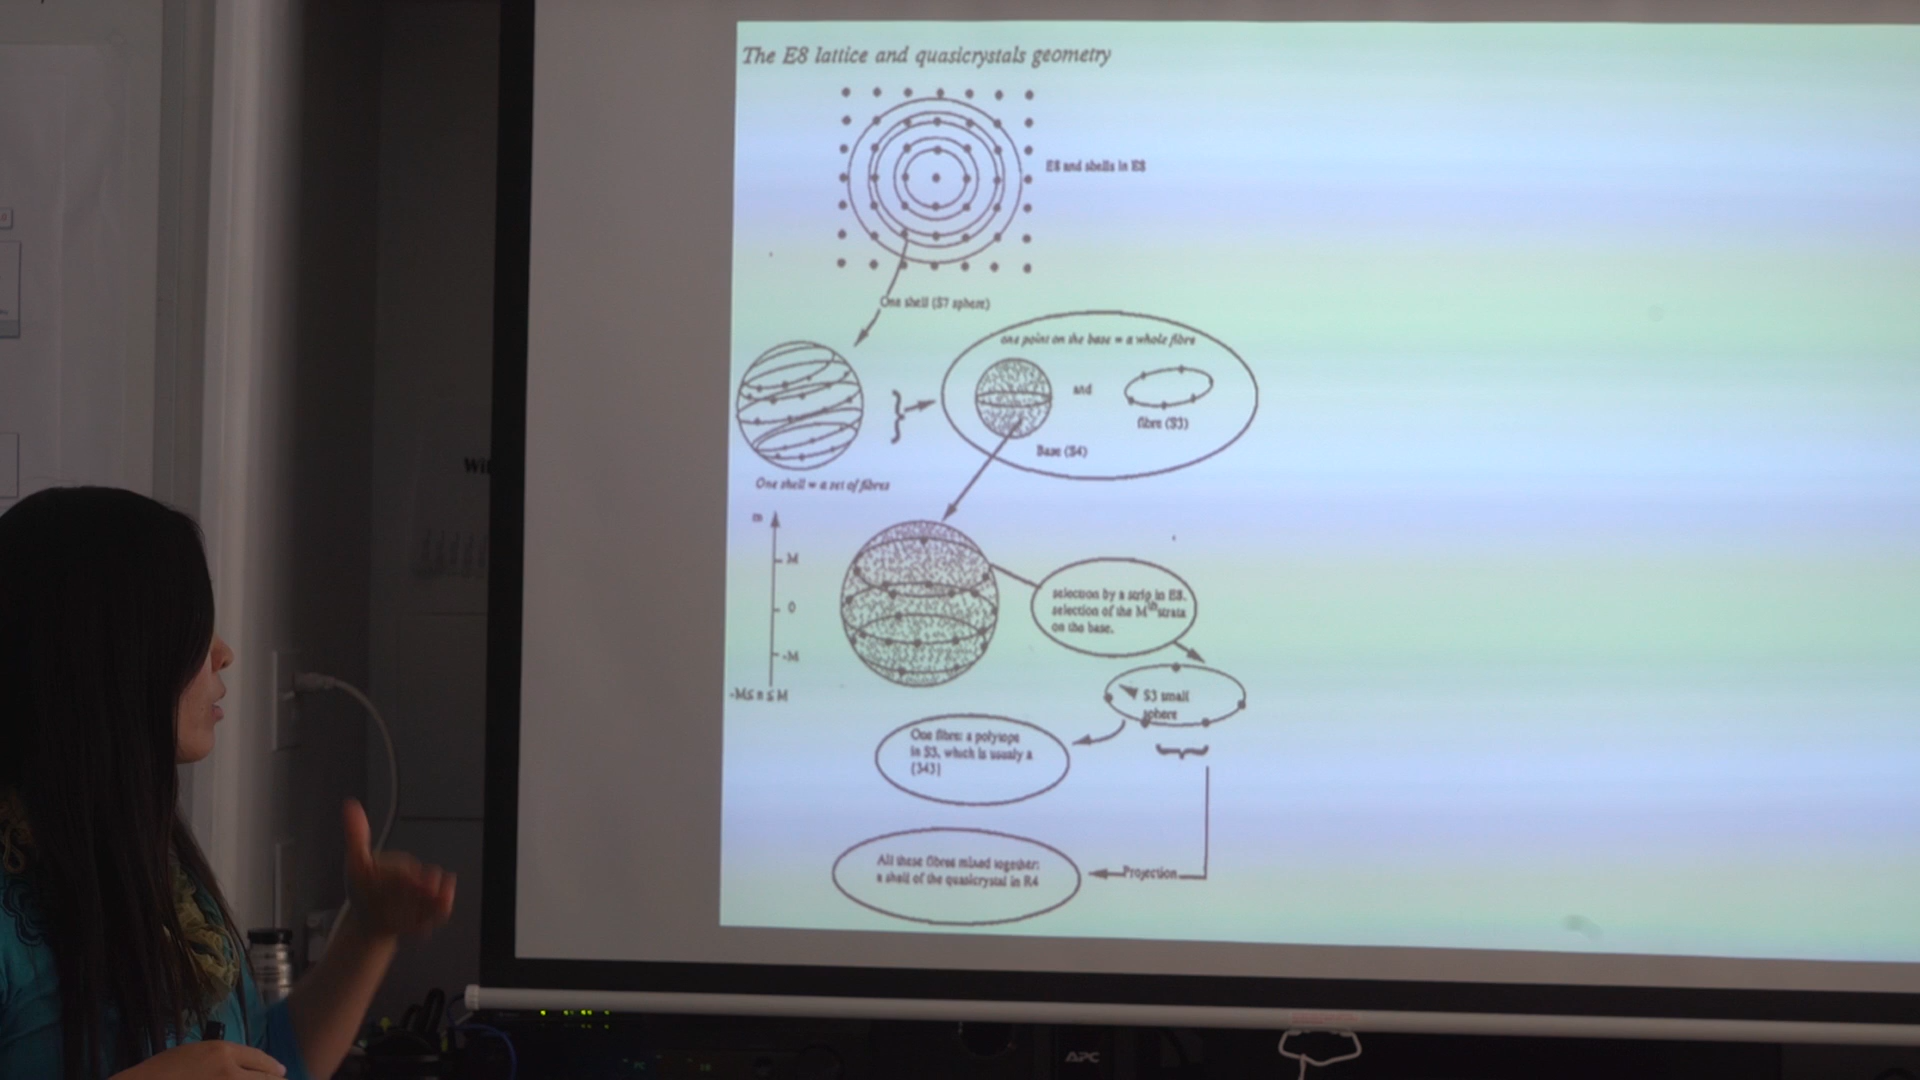 The E8 lattice and quasicrystals geometry
E8 and shells in E8
One shell (S7 sphere)
one point on the base = a whole fibre
and
fibre (S3)
Base (S4)
One shell = a set of fibres
m
M
0
-M
-M≤ n ≤ M
selection by a strip in E8.
selection of the Mth strata
on the base.
S3 small
sphere
One fibre: a polytope
in S3, which is usualy a
{343}
Projection
All these fibres mixed together:
a shell of the quasicrystal in R4
APC